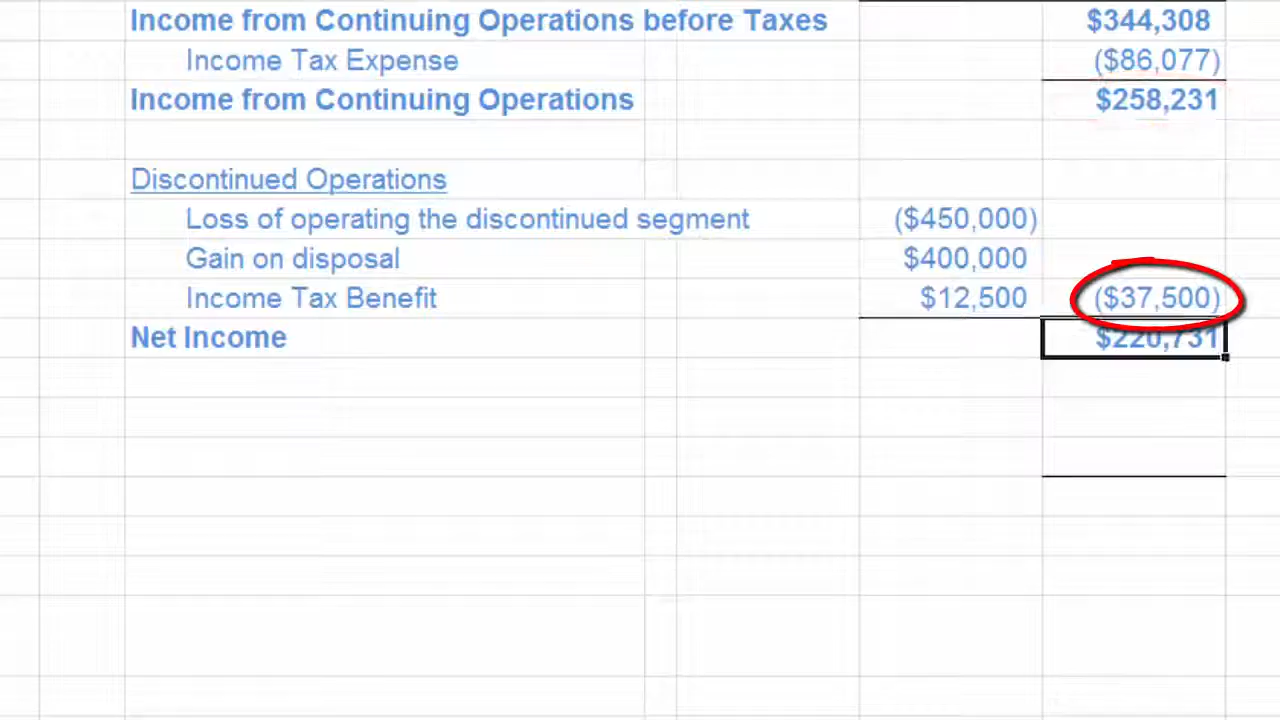 Income from Continuing Operations before Taxes $344,308
Income Tax Expense ($86,077)
Income from Continuing Operations $258,231
Discontinued Operations
Loss of operating the discontinued segment ($450,000)
Gain on disposal $400,000
Income Tax Benefit $12,500 ($37,500)
Net Income $220,731